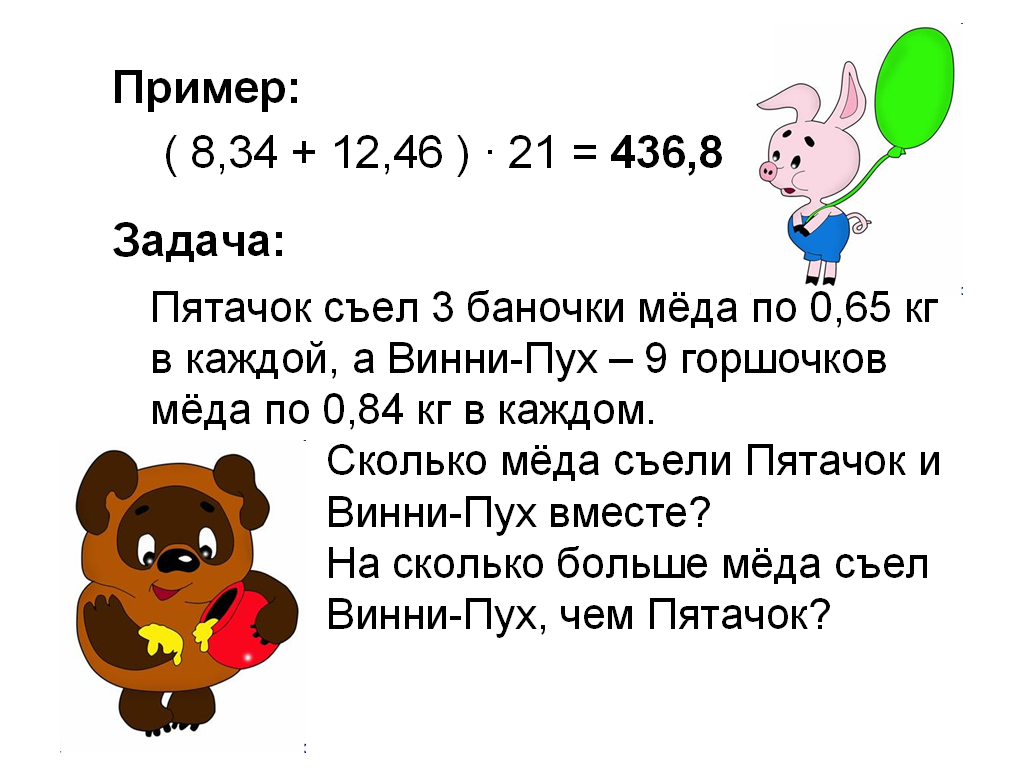 Пример:
( 8,34 + 12,46 ) · 21 = 436,8
Задача:
Пятачок съел 3 баночки мёда по 0,65 кг
в каждой, а Винни-Пух – 9 горшочков
мёда по 0,84 кг в каждом.
Сколько мёда съели Пятачок и
Винни-Пух вместе?
На сколько больше мёда съел
Винни-Пух, чем Пятачок?